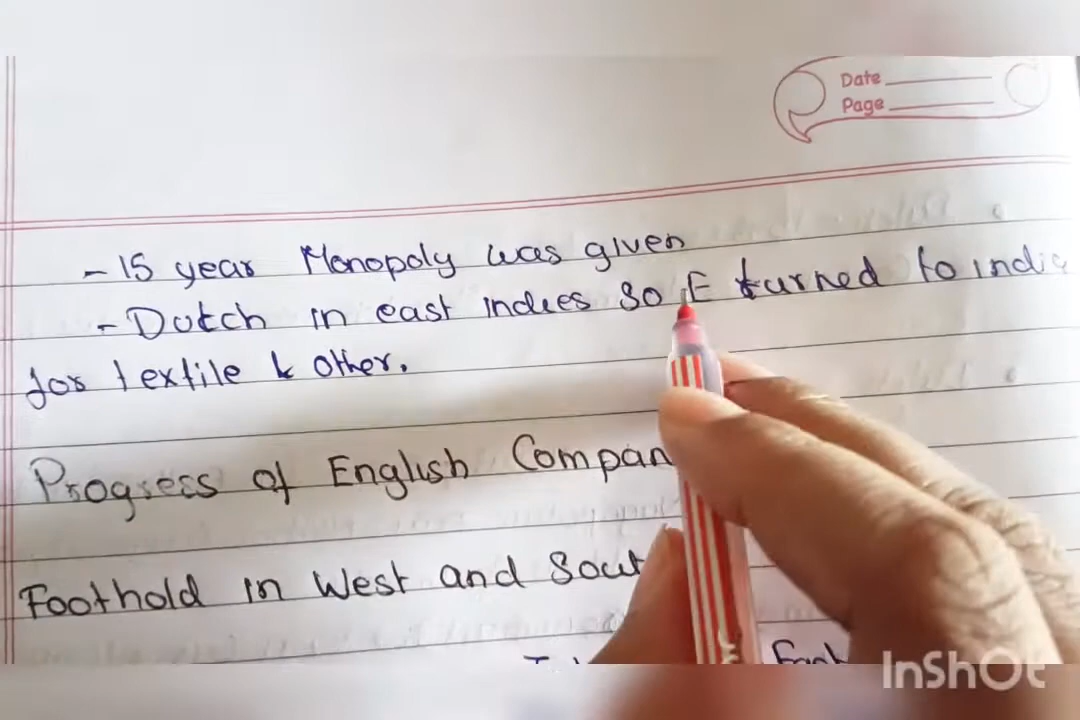 Date
Page
- 15 year Monopoly was given
- Dutch in east indies so E turned to india
for textile & other.
Progress of English Compan
Foothold in West and Sout
InShOt